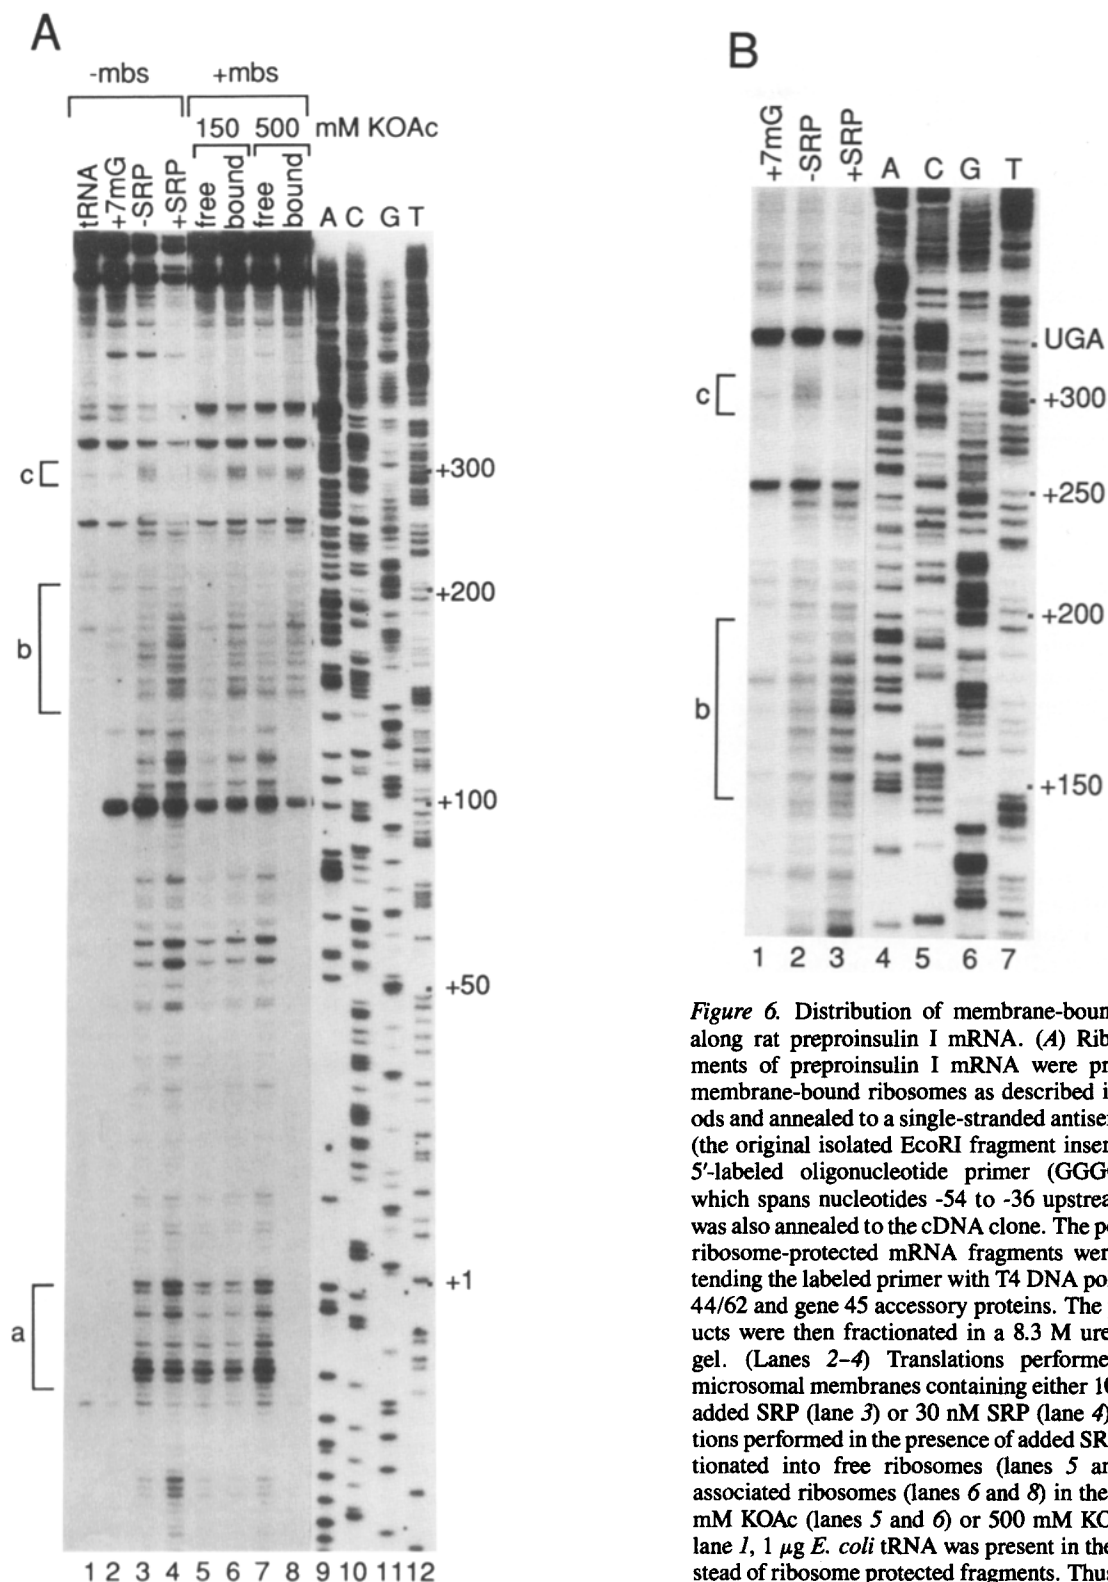 A
-mbs +mbs
150 500 mM KOAc
tRNA +7mG -SRP +SRP free bound free bound A C G T
c
+300
+200
b
+100
+50
+1
a
1 2 3 4 5 6 7 8 9 10 11 12
B
+7mG -SRP +SRP A C G T
UGA
c
+300
+250
+200
b
+150
1 2 3 4 5 6 7
Figure 6. Distribution of membrane-boun
along rat preproinsulin I mRNA. (A) Rib
ments of preproinsulin I mRNA were pr
membrane-bound ribosomes as described i
ods and annealed to a single-stranded antise
(the original isolated EcoRI fragment inser
5'-labeled oligonucleotide primer (GGG
which spans nucleotides -54 to -36 upstrea
was also annealed to the cDNA clone. The p
ribosome-protected mRNA fragments wer
tending the labeled primer with T4 DNA po
44/62 and gene 45 accessory proteins. The
ucts were then fractionated in a 8.3 M ure
gel. (Lanes 2–4) Translations performe
microsomal membranes containing either 10
added SRP (lane 3) or 30 nM SRP (lane 4)
tions performed in the presence of added SR
tionated into free ribosomes (lanes 5 an
associated ribosomes (lanes 6 and 8) in the
mM KOAc (lanes 5 and 6) or 500 mM KO
lane 1, 1 μg E. coli tRNA was present in the
stead of ribosome protected fragments. Thu